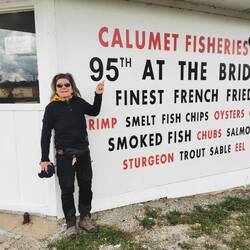 CALUMET FISHERIES
95TH AT THE BRID
FINEST FRENCH FRIED
RIMP SMELT FISH CHIPS OYSTERS
SMOKED FISH CHUBS SALMO
STURGEON TROUT SABLE EEL